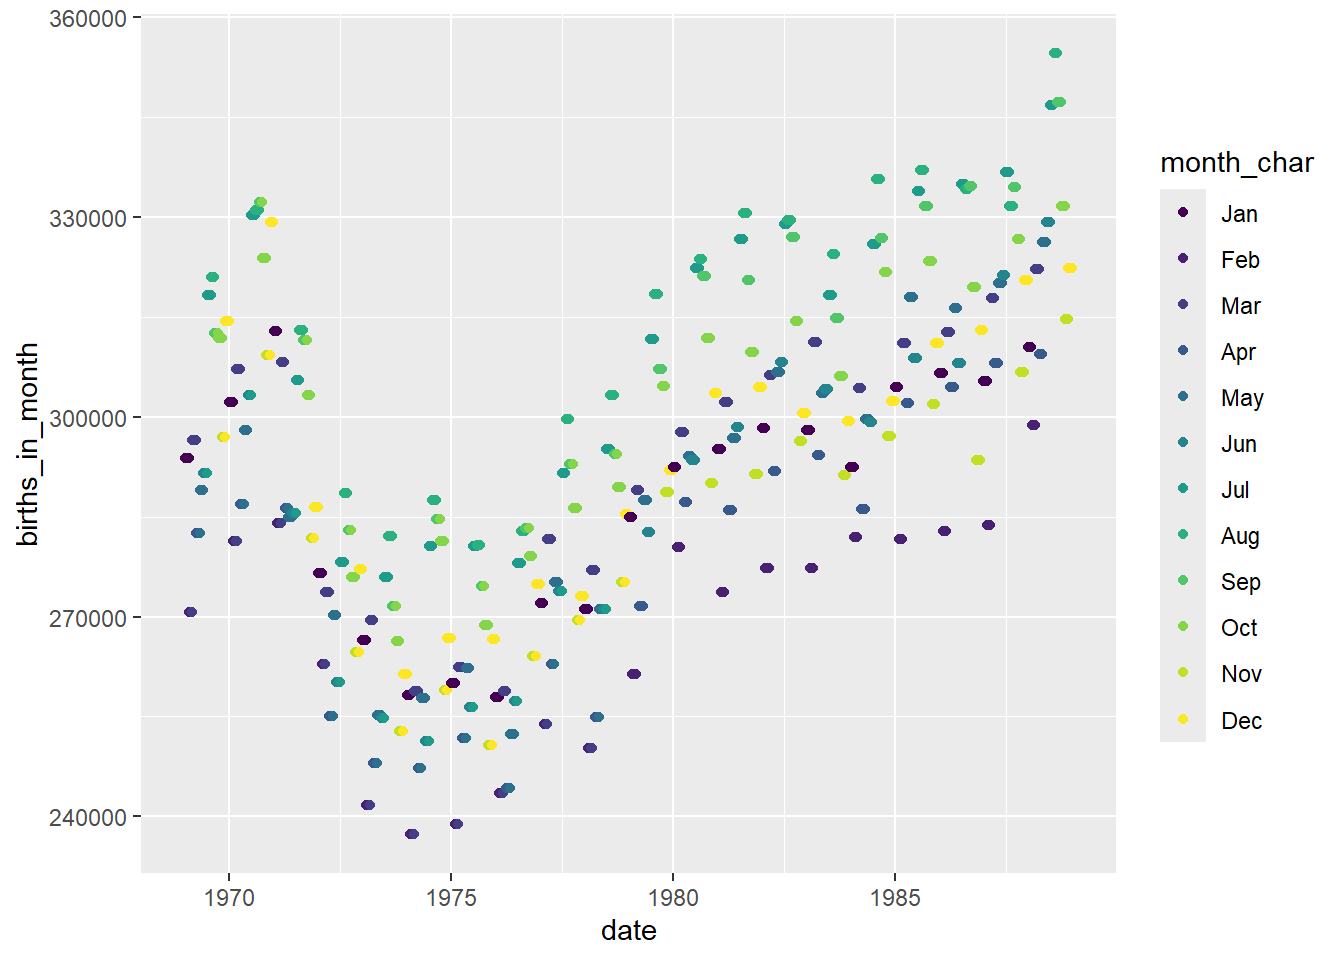 360000
330000
300000
270000
240000
births_in_month
1970
1975
1980
1985
date
month_char
Jan
Feb
Mar
Apr
May
Jun
Jul
Aug
Sep
Oct
Nov
Dec